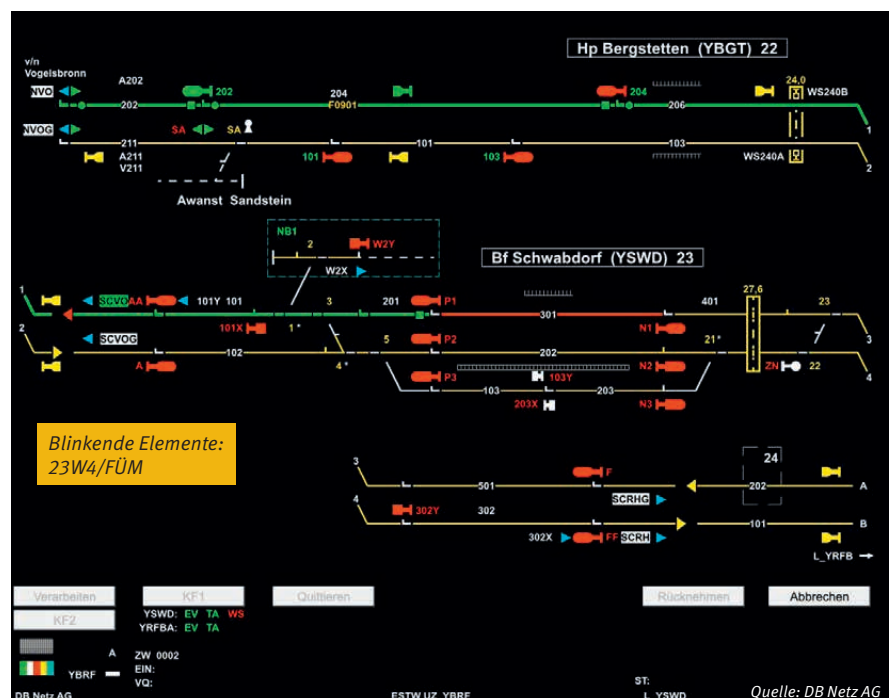 Hp Bergstetten (YBGT) 22
v/n
Vogelsbronn
A202
NVO
202
204
204
24,0
WS240B
202
F0901
206
1
NVOG
SA
SA
211
101
103
A211
V211
101
103
WS240A
2
Awanst Sandstein
NB1
2
W2Y
W2X
Bf Schwabdorf (YSWD) 23
27,6
1
SCVO
AA
101Y 101
3
201
P1
401
23
301
2
101X
1*
N1
3
SCVOG
5
P2
21*
102
202
A
4*
N2
ZN
22
4
P3
103Y
103
203
203X
N3
Blinkende Elemente:
23W4/FÜM
24
3
F
501
202
A
SCRHG
4
302Y
302
101
B
302X
FF
SCRH
L_YRFB
Verarbeiten
KF1
Quittieren
Rücknehmen
Abbrechen
KF2
YSWD: EV TA WS
YRFBA: EV TA
A
ZW 0002
YBRF
EIN:
VQ:
ST:
DB Netz AG
ESTW UZ YBRF
L YSWD
Quelle: DB Netz AG